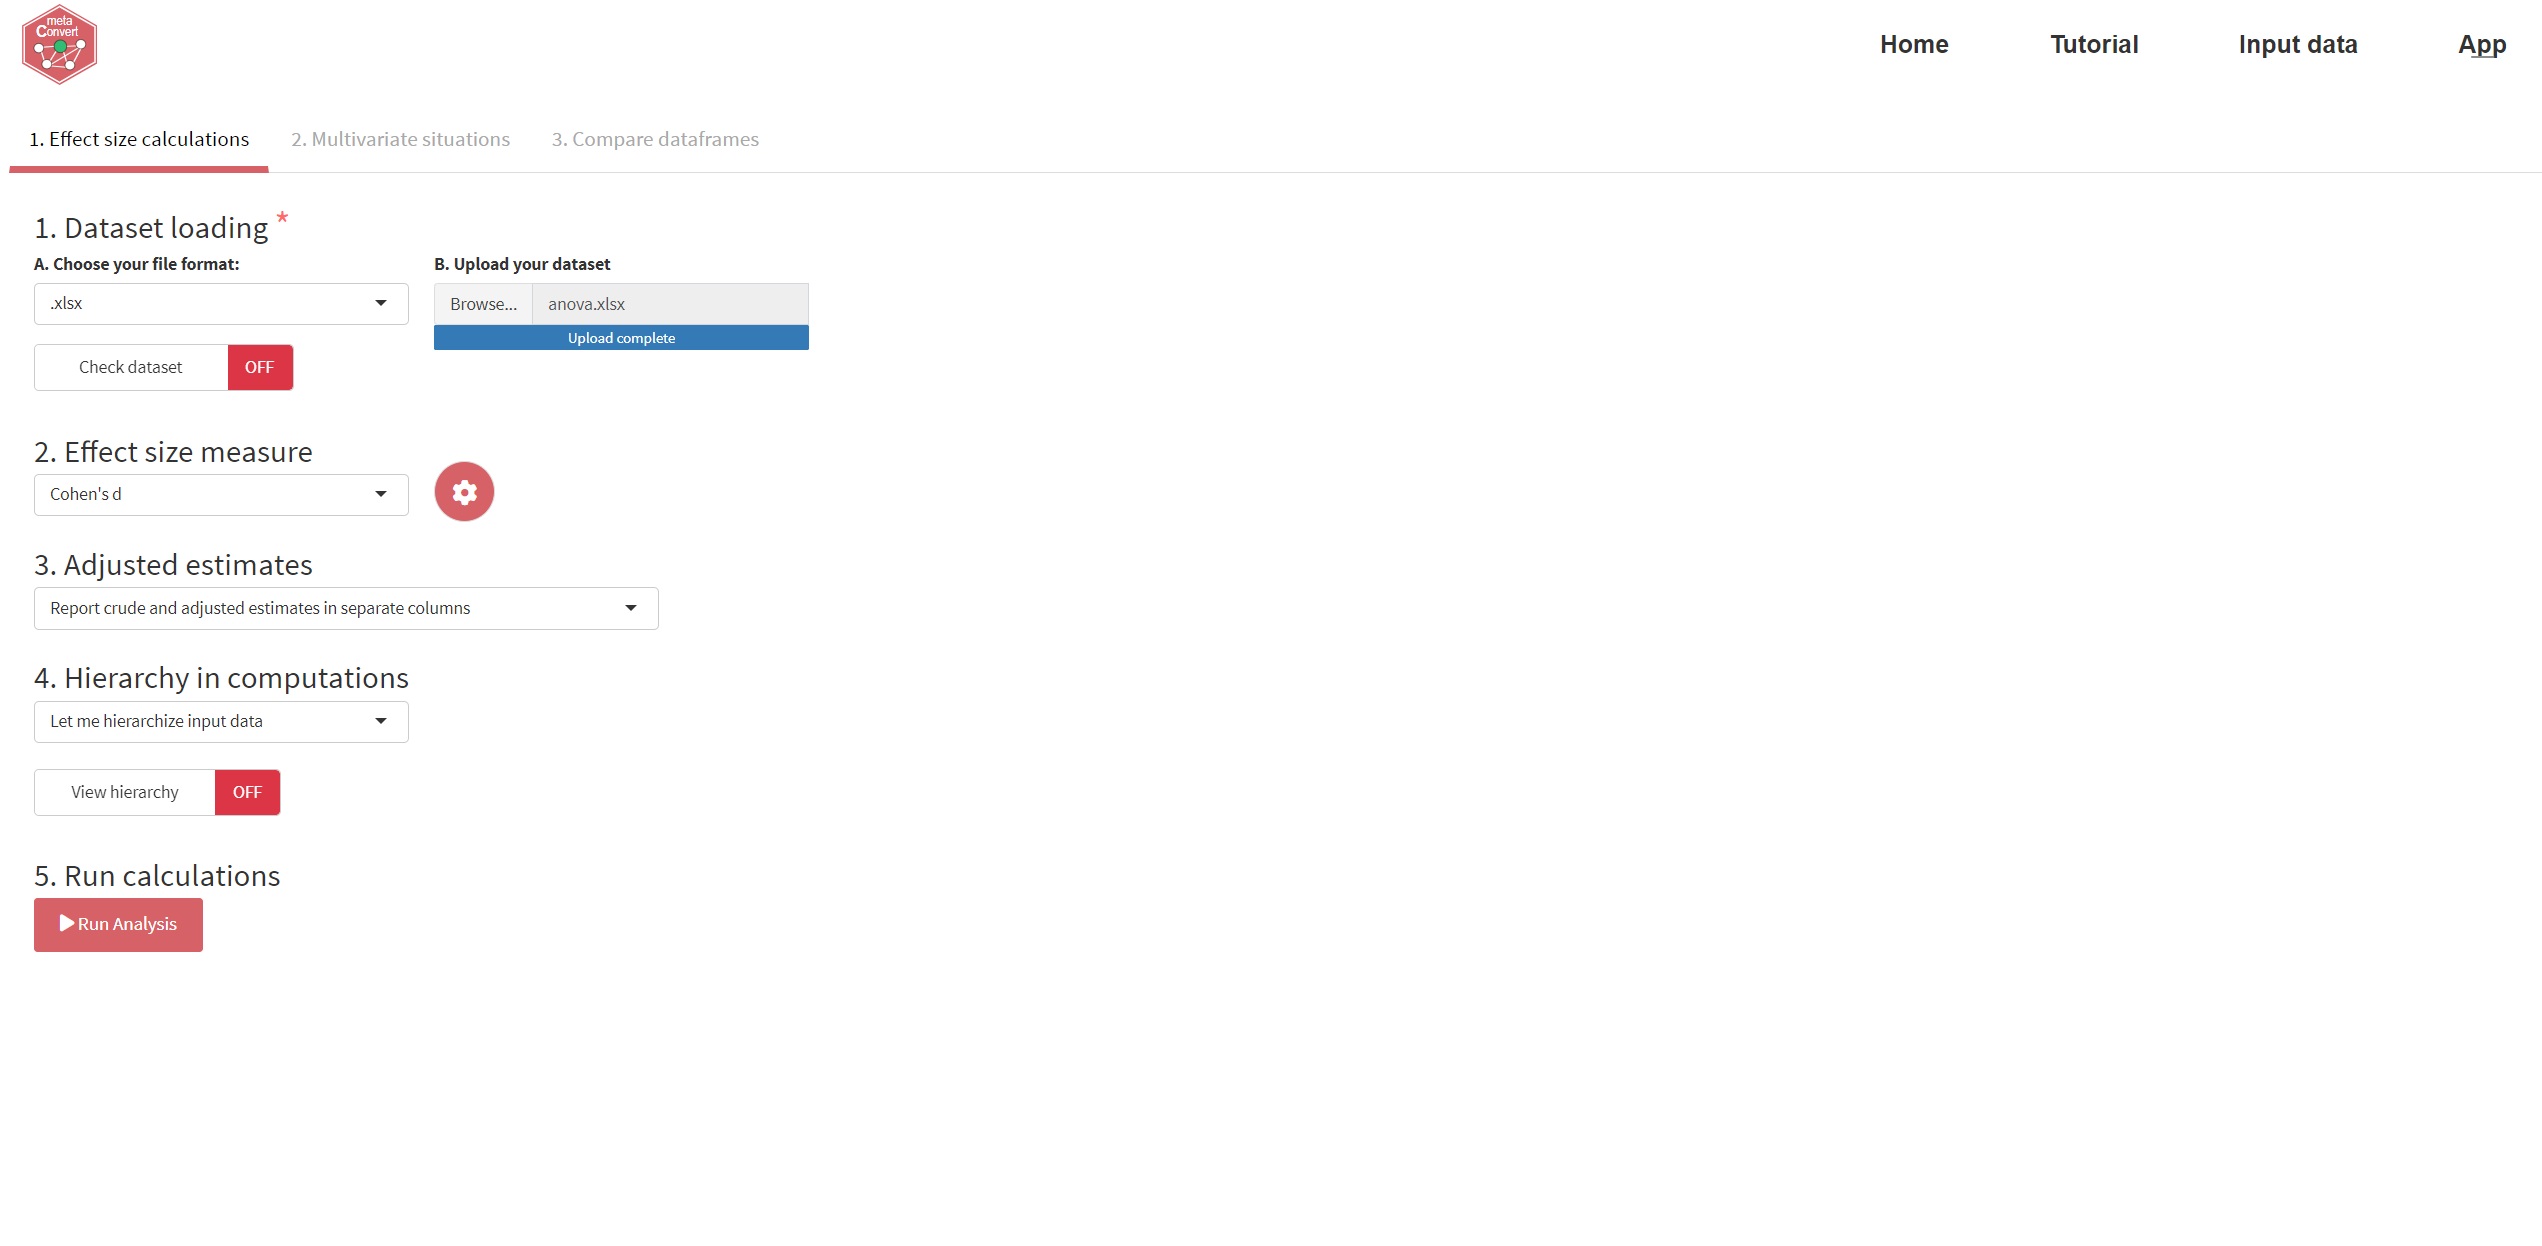 meta
Convert
Home Tutorial Input data App
1. Effect size calculations 2. Multivariate situations 3. Compare dataframes
1. Dataset loading *
A. Choose your file format: B. Upload your dataset
.xlsx Browse... anova.xlsx
Upload complete
Check dataset OFF
2. Effect size measure
Cohen's d
3. Adjusted estimates
Report crude and adjusted estimates in separate columns
4. Hierarchy in computations
Let me hierarchize input data
View hierarchy OFF
5. Run calculations
Run Analysis